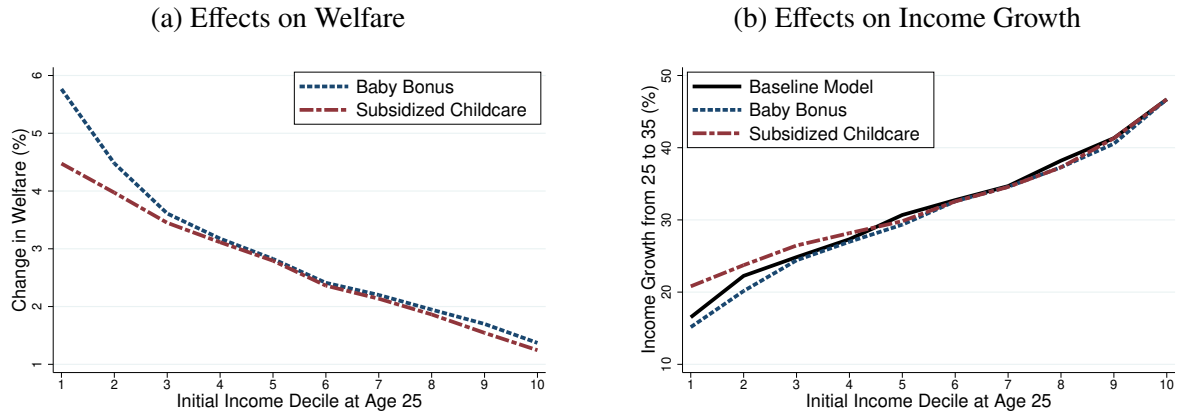 (a) Effects on Welfare
Change in Welfare (%)
6
5
4
3
2
1
Baby Bonus
Subsidized Childcare
1 2 3 4 5 6 7 8 9 10
Initial Income Decile at Age 25
(b) Effects on Income Growth
Income Growth from 25 to 35 (%)
50
40
30
20
10
Baseline Model
Baby Bonus
Subsidized Childcare
1 2 3 4 5 6 7 8 9 10
Initial Income Decile at Age 25